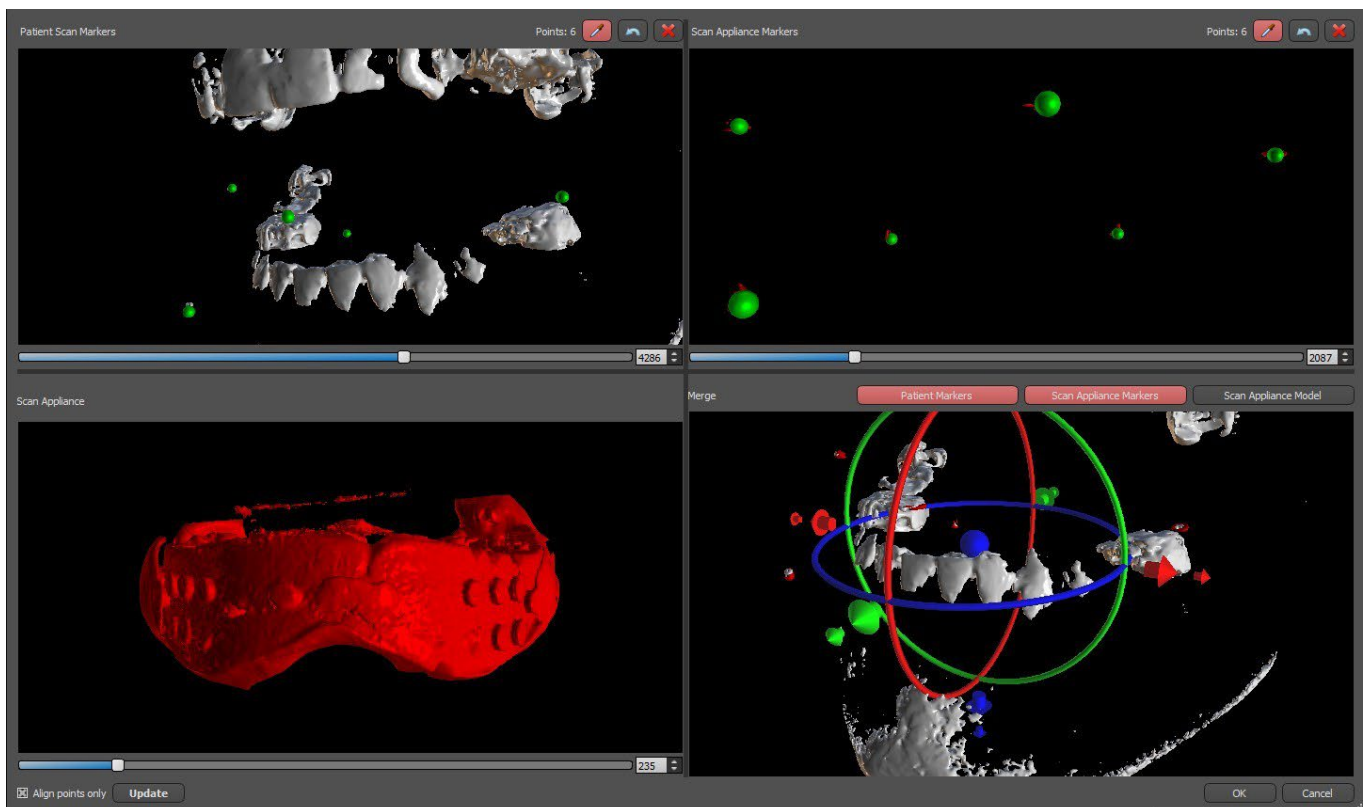 Patient Scan Markers
Points: 6
Scan Appliance Markers
Points: 6
4286
2087
Scan Appliance
Merge
Patient Markers
Scan Appliance Markers
Scan Appliance Model
235
Align points only
Update
OK
Cancel